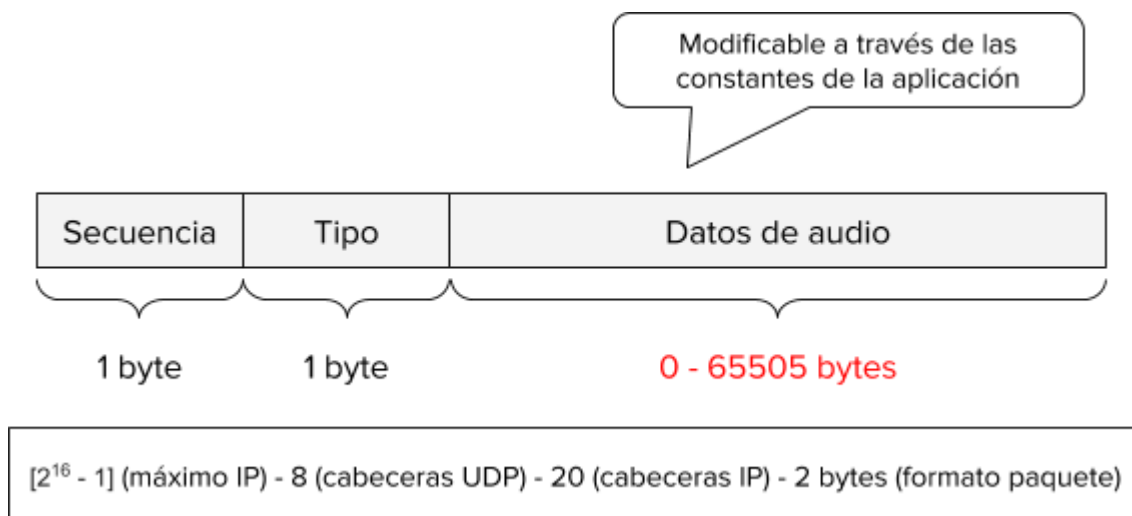 Modificable a través de las
constantes de la aplicación
Secuencia Tipo Datos de audio
1 byte 1 byte 0 - 65505 bytes
[2¹⁶ - 1] (máximo IP) - 8 (cabeceras UDP) - 20 (cabeceras IP) - 2 bytes (formato paquete)